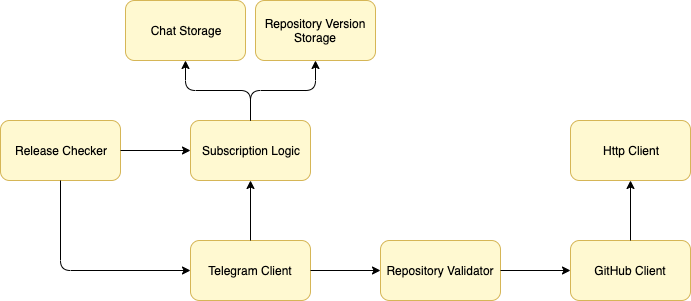 Chat Storage
Repository Version
Storage
Release Checker
Subscription Logic
Http Client
Telegram Client
Repository Validator
GitHub Client